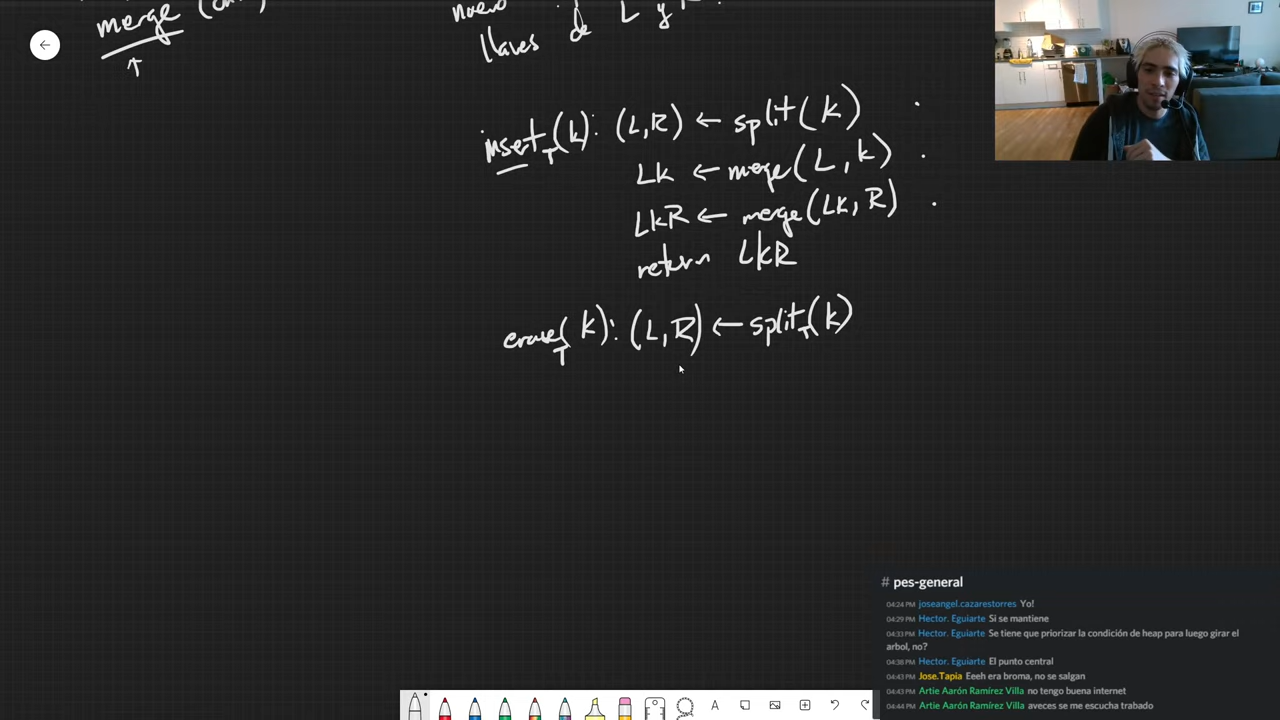 merge
nuevo
llaves de L y
insert_T(k): (L,R) ← split(k)
Lk ← merge(L,k)
LkR ← merge(Lk,R)
return LkR
erase_T(k): (L,R) ← split_T(k)
# pes-general
04:24 PM joseangel.cazarestorres Yo!
04:29 PM Hector. Eguiarte Si se mantiene
04:33 PM Hector. Eguiarte Se tiene que priorizar la condición de heap para luego girar el
arbol, no?
04:38 PM Hector. Eguiarte El punto central
04:43 PM Jose.Tapia Eeeh era broma, no se salgan
04:43 PM Artie Aarón Ramírez Villa no tengo buena internet
04:44 PM Artie Aarón Ramírez Villa aveces se me escucha trabado